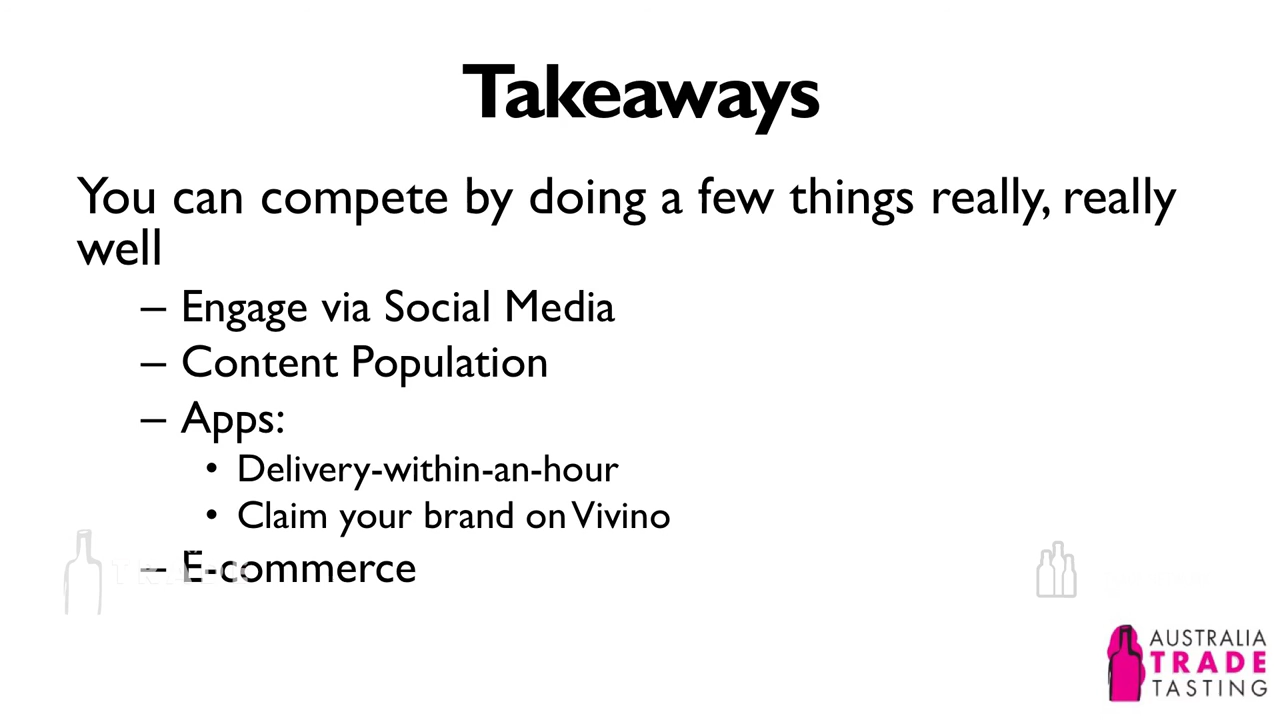 Takeaways
You can compete by doing a few things really, really
well
– Engage via Social Media
– Content Population
– Apps:
• Delivery-within-an-hour
• Claim your brand on Vivino
– E-commerce
AUSTRALIA
TRADE
TASTING